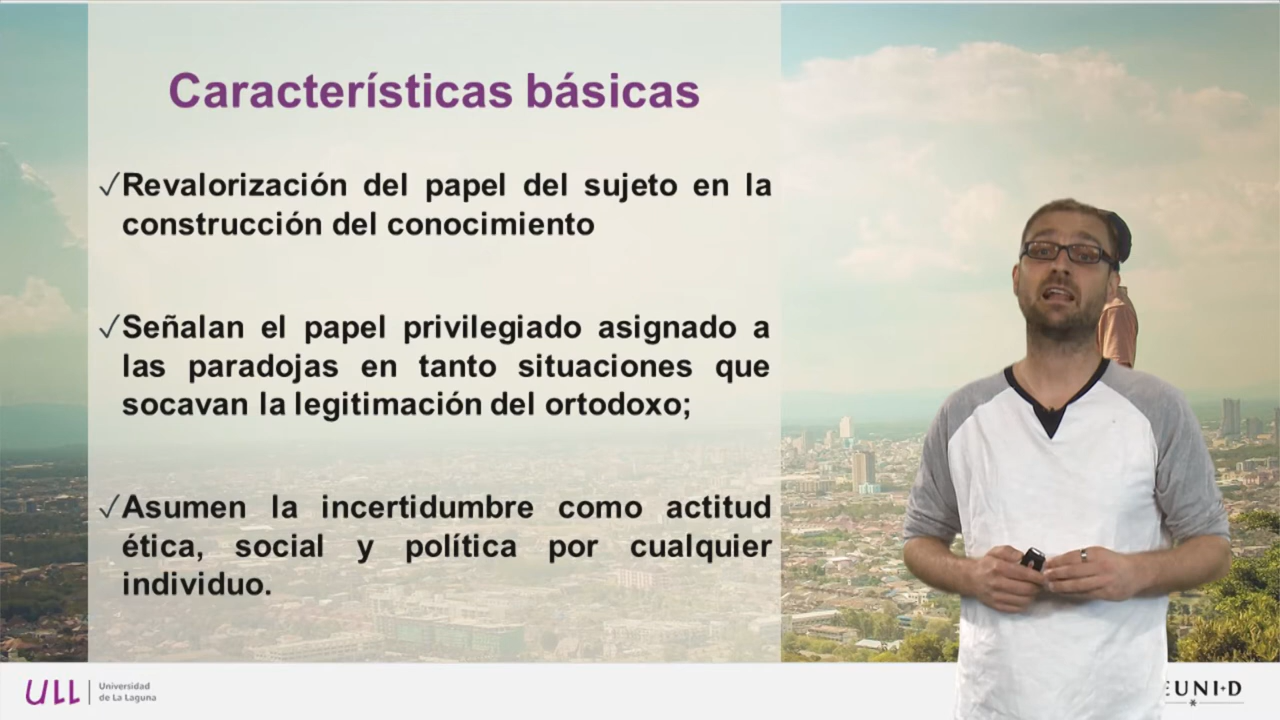 Características básicas
✓Revalorización del papel del sujeto en la
construcción del conocimiento
✓Señalan el papel privilegiado asignado a
las paradojas en tanto situaciones que
socavan la legitimación del ortodoxo;
✓Asumen la incertidumbre como actitud
ética, social y política por cualquier
individuo.
ULL
Universidad
de La Laguna
EUNI+D